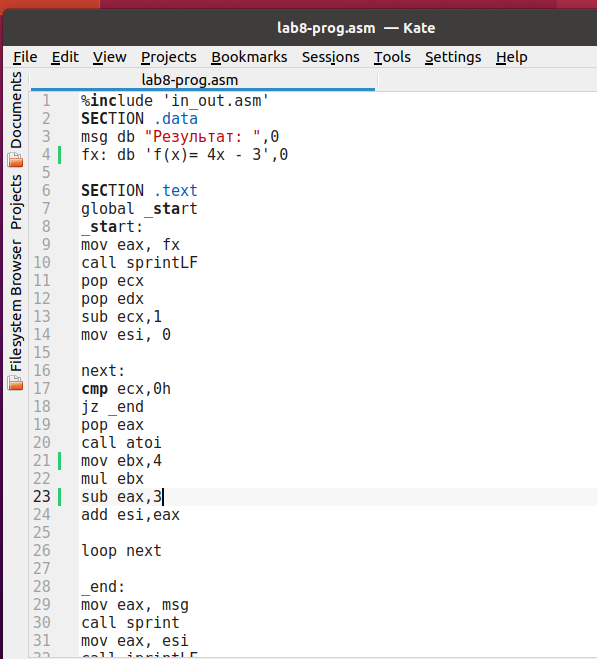 lab8-prog.asm — Kate
File Edit View Projects Bookmarks Sessions Tools Settings Help
lab8-prog.asm
Documents
Projects
Filesystem Browser
1 %include 'in_out.asm'
2 SECTION .data
3 msg db "Результат: ",0
4 fx: db 'f(x)= 4x - 3',0
5
6 SECTION .text
7 global _start
8 _start:
9 mov eax, fx
10 call sprintLF
11 pop ecx
12 pop edx
13 sub ecx,1
14 mov esi, 0
15
16 next:
17 cmp ecx,0h
18 jz _end
19 pop eax
20 call atoi
21 mov ebx,4
22 mul ebx
23 sub eax,3
24 add esi,eax
25
26 loop next
27
28 _end:
29 mov eax, msg
30 call sprint
31 mov eax, esi
32 call iprintLF